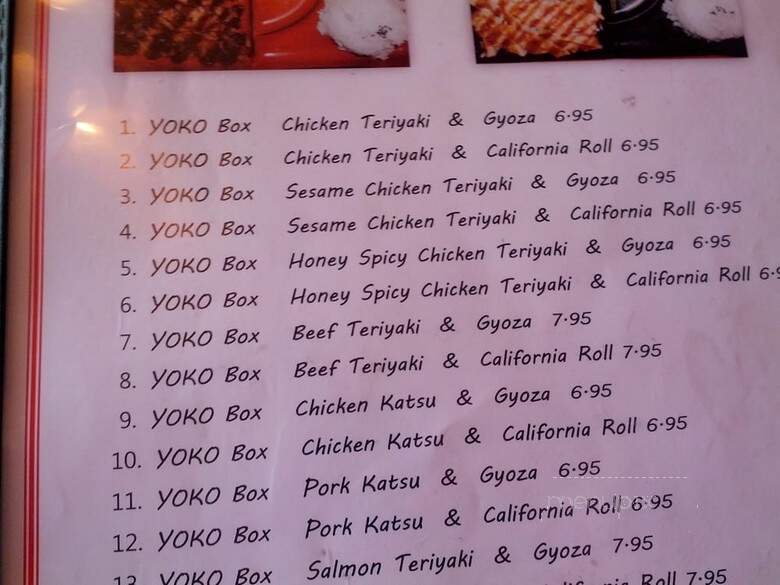 1. YOKO Box Chicken Teriyaki & Gyoza 6.95
2. YOKO Box Chicken Teriyaki & California Roll 6.95
3. YOKO Box Sesame Chicken Teriyaki & Gyoza 6.95
4. YOKO Box Sesame Chicken Teriyaki & California Roll 6.95
5. YOKO Box Honey Spicy Chicken Teriyaki & Gyoza 6.95
6. YOKO Box Honey Spicy Chicken Teriyaki & California Roll
7. YOKO Box Beef Teriyaki & Gyoza 7.95
8. YOKO Box Beef Teriyaki & California Roll 7.95
9. YOKO Box Chicken Katsu & Gyoza 6.95
10. YOKO Box Chicken Katsu & California Roll 6.95
11. YOKO Box Pork Katsu & Gyoza 6.95
12. YOKO Box Pork Katsu & California Roll 6.95
13. YOKO Box Salmon Teriyaki & Gyoza 7.95
California Roll 7.95